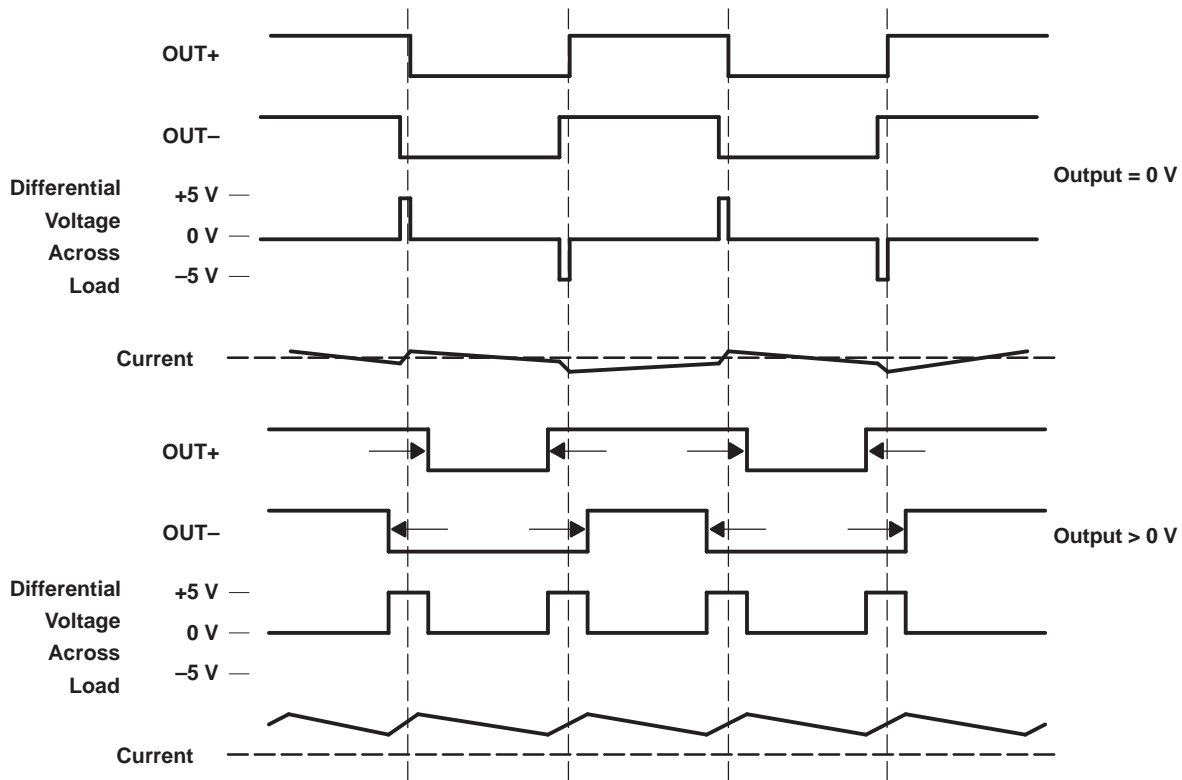 OUT+
OUT–
Output = 0 V
Differential
Voltage
Across
Load
+5 V
0 V
–5 V
Current
OUT+
OUT–
Output > 0 V
Differential
Voltage
Across
Load
+5 V
0 V
–5 V
Current